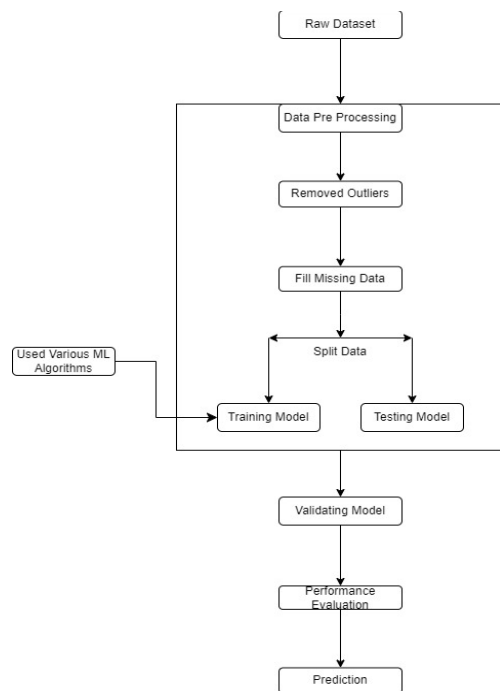 Raw Dataset
Data Pre Processing
Removed Outliers
Fill Missing Data
Split Data
Used Various ML
Algorithms
Training Model
Testing Model
Validating Model
Performance
Evaluation
Prediction